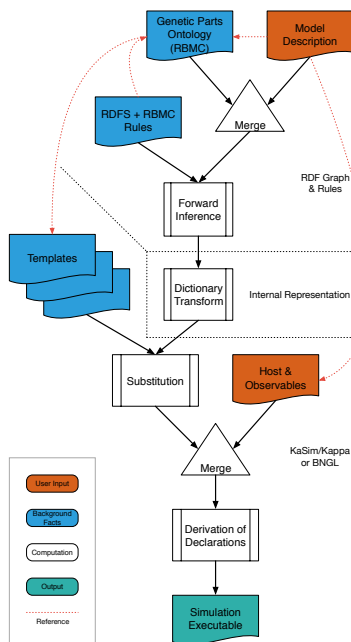 Genetic Parts
Ontology
(RBMC)
Model
Description
RDFS + RBMC
Rules
Merge
RDF Graph
& Rules
Forward
Inference
Templates
Dictionary
Transform
Internal Representation
Substitution
Host &
Observables
Merge
KaSim/Kappa
or BNGL
User Input
Background
Facts
Computation
Output
Reference
Derivation of
Declarations
Simulation
Executable